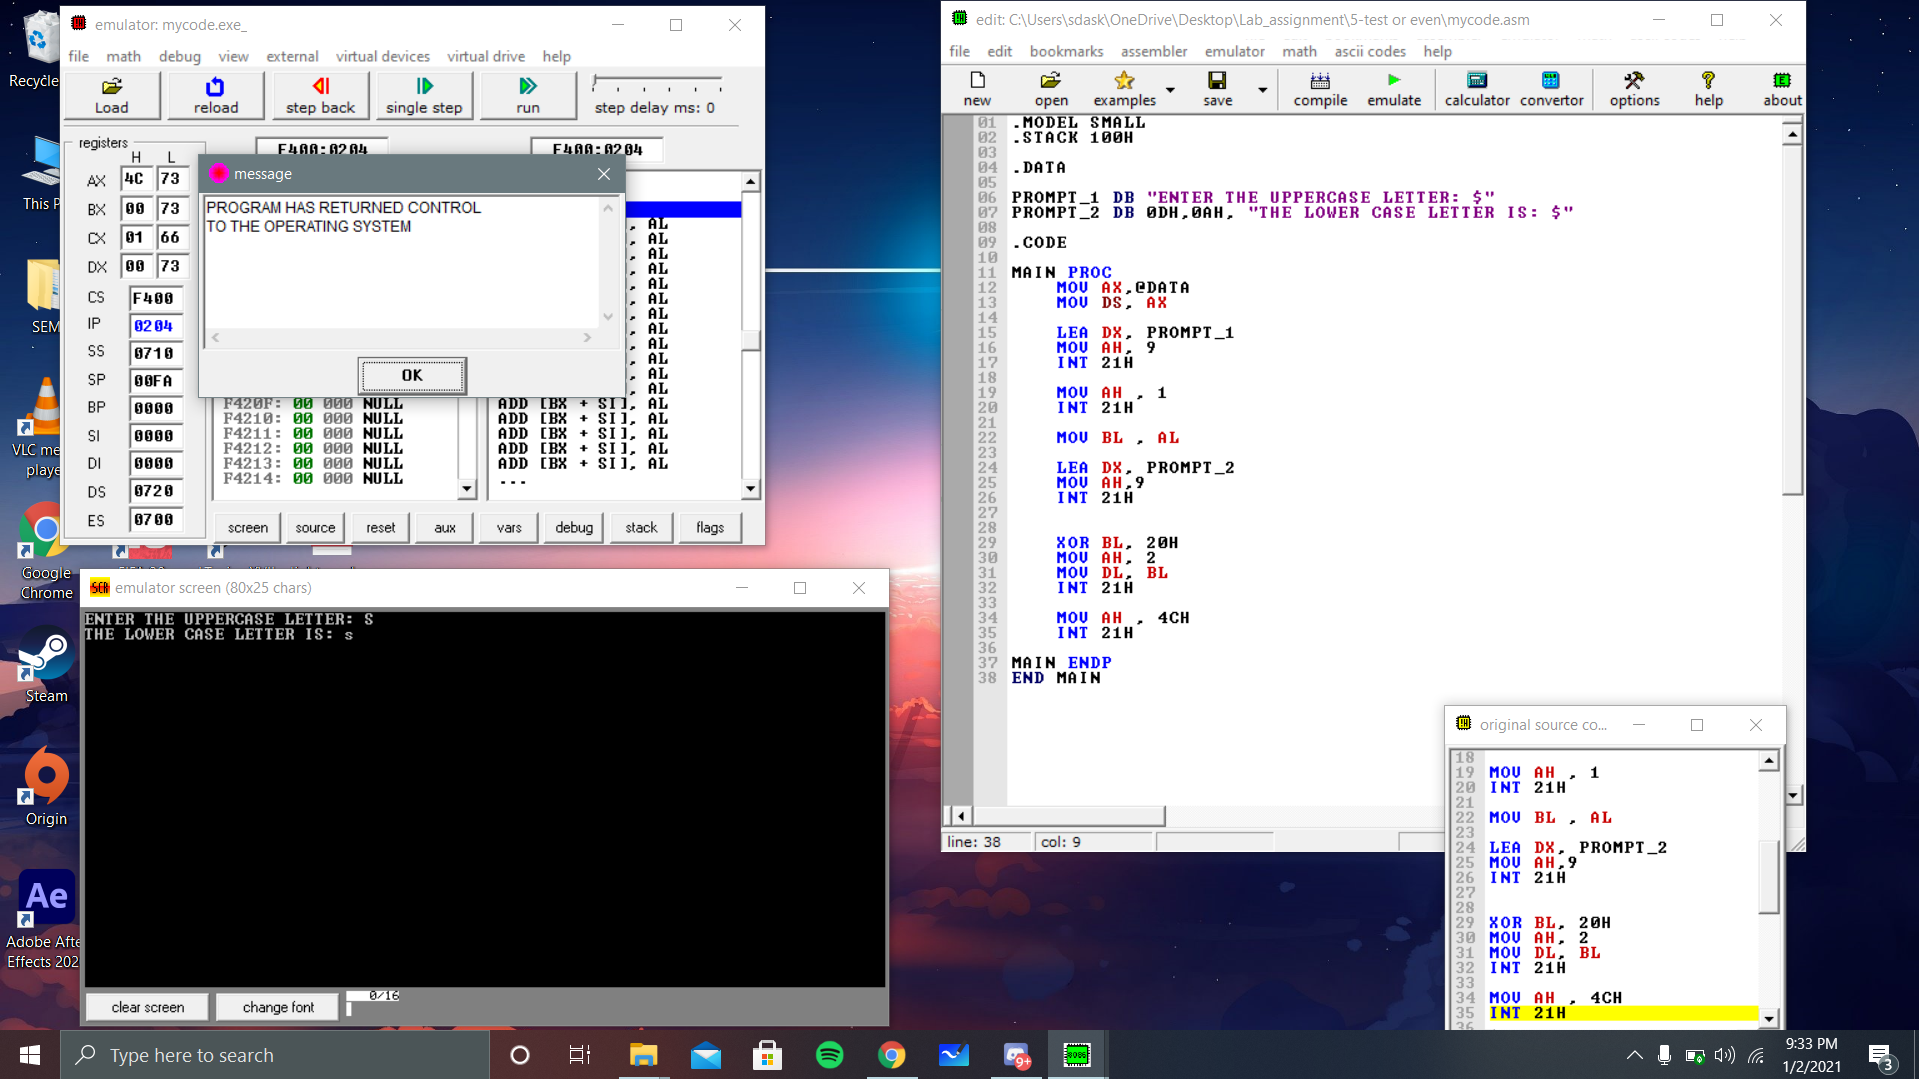 Recycle
This P
SEM
VLC me
playe
Google
Chrome
Steam
Origin
Ae
Adobe Afte
Effects 202
emulator: mycode.exe_
file math debug view external virtual devices virtual drive help
Load reload step back single step run step delay ms: 0
registers
H L
F400:0204 F400:0204
AX 4C 73
BX 00 73
CX 01 66
DX 00 73
CS F400
IP 0204
SS 0710
SP 00FA
BP 0000
SI 0000
DI 0000
DS 0720
ES 0700
message
PROGRAM HAS RETURNED CONTROL
TO THE OPERATING SYSTEM
OK
, AL
, AL
, AL
, AL
, AL
, AL
, AL
, AL
, AL
, AL
, AL
, AL
F420F: 00 000 NULL ADD [BX + SI], AL
F4210: 00 000 NULL ADD [BX + SI], AL
F4211: 00 000 NULL ADD [BX + SI], AL
F4212: 00 000 NULL ADD [BX + SI], AL
F4213: 00 000 NULL ADD [BX + SI], AL
F4214: 00 000 NULL ...
screen source reset aux vars debug stack flags
SCR emulator screen (80x25 chars)
ENTER THE UPPERCASE LETTER: S
THE LOWER CASE LETTER IS: s
clear screen change font 0/16
edit: C:\Users\sdask\OneDrive\Desktop\Lab_assignment\5-test or even\mycode.asm
file edit bookmarks assembler emulator math ascii codes help
new open examples save compile emulate calculator convertor options help about
01 .MODEL SMALL
02 .STACK 100H
03
04 .DATA
05
06 PROMPT_1 DB "ENTER THE UPPERCASE LETTER: $"
07 PROMPT_2 DB 0DH,0AH, "THE LOWER CASE LETTER IS: $"
08
09 .CODE
10
11 MAIN PROC
12 MOV AX,@DATA
13 MOV DS, AX
15 LEA DX, PROMPT_1
16 MOV AH, 9
17 INT 21H
18
19 MOV AH , 1
20 INT 21H
21
22 MOV BL , AL
23
24 LEA DX, PROMPT_2
25 MOV AH,9
26 INT 21H
27
28
29 XOR BL, 20H
30 MOV AH, 2
31 MOV DL, BL
32 INT 21H
33
34 MOV AH , 4CH
35 INT 21H
36
37 MAIN ENDP
38 END MAIN
line: 38 col: 9
original source co...
18
19 MOV AH , 1
20 INT 21H
21
22 MOV BL , AL
23
24 LEA DX, PROMPT_2
25 MOV AH,9
26 INT 21H
27
28
29 XOR BL, 20H
30 MOV AH, 2
31 MOV DL, BL
32 INT 21H
33
34 MOV AH , 4CH
35 INT 21H
36
Type here to search
9+
8086
9:33 PM
1/2/2021
3